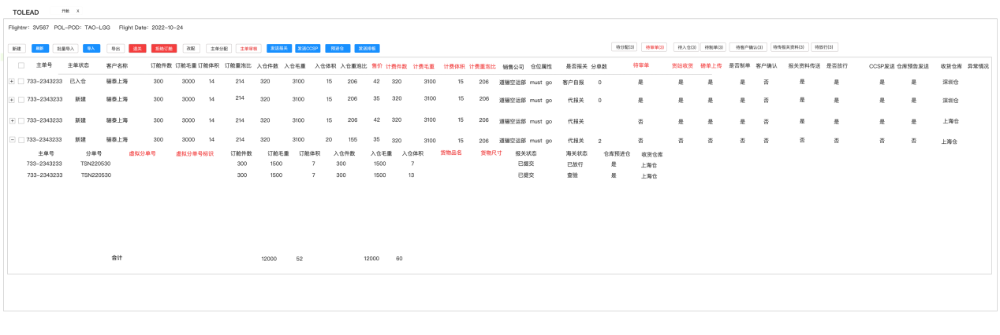 TOLEAD 开舱 X
Flightnr: 3V567 POL-POD: TAO-LGG Flight Date: 2022-10-24
新建 刷新 批量导入 导入 导出 退关 拒绝订舱 改配 主单分配 主单审核 发送报关 发送CCSP 预进仓 发送排板 待分配(3) 待审单(3) 待入仓(3) 待制单(3) 待客户确认(3) 待传报关资料(3) 待放行(3)
主单号 主单状态 客户名称 订舱件数 订舱毛重 订舱体积 订舱重泡比 入仓件数 入仓毛重 入仓体积 入仓重泡比 售价 计费件数 计费毛重 计费体积 计费重泡比 销售公司 仓位属性 是否报关 分单数 待审单 货站收货 磅单上传 是否制单 客户确认 报关资料传送 是否放行 CCSP发送 仓库预告发送 收货仓库 异常情况
733-2343233 已入仓 骊泰上海 300 3000 14 214 320 3100 15 206 42 320 3100 15 206 道骊空运部 must go 客户自报 0 是 是 是 是 否 是 是 是 是 深圳仓
733-2343233 新建 骊泰上海 300 3000 14 214 320 3100 15 206 35 320 3100 15 206 道骊空运部 must go 代报关 0 是 是 是 是 否 是 是 是 是 深圳仓
733-2343233 新建 骊泰上海 300 3000 14 214 320 3100 15 206 42 320 3100 15 206 道骊空运部 must go 代报关 否 是 是 是 否 是 是 是 是 上海仓
733-2343233 新建 骊泰上海 300 3000 14 214 320 3100 20 155 35 320 3100 15 206 道骊空运部 must go 代报关 2 否 否 否 否 否 否 否 否 否 上海仓
主单号 分单号 虚拟分单号 虚拟分单号标识 订舱件数 订舱毛重 订舱体积 入仓件数 入仓毛重 入仓体积 货物品名 货物尺寸 报关状态 海关状态 仓库预进仓 收货仓库
733-2343233 TSN220530 300 1500 7 300 1500 7 已提交 已放行 是 上海仓
733-2343233 TSN220530 300 1500 7 300 1500 13 已提交 查验 是 上海仓
合计 12000 52 12000 60